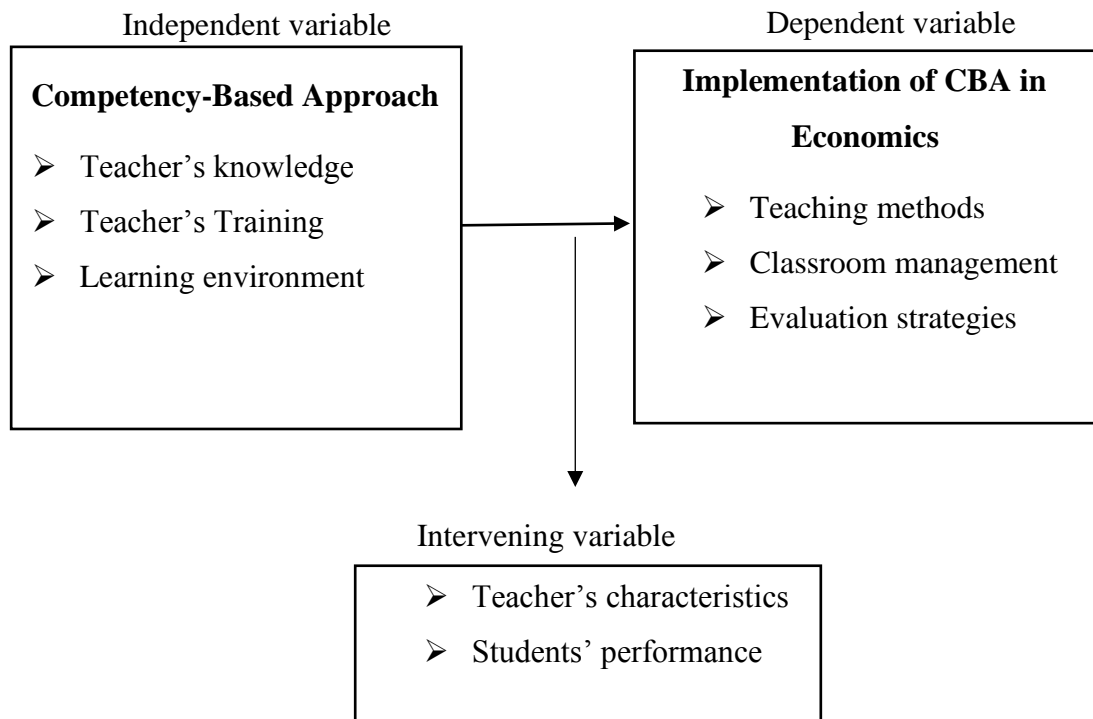 Independent variable
Competency-Based Approach
➢ Teacher’s knowledge
➢ Teacher’s Training
➢ Learning environment
Dependent variable
Implementation of CBA in
Economics
➢ Teaching methods
➢ Classroom management
➢ Evaluation strategies
Intervening variable
➢ Teacher’s characteristics
➢ Students’ performance